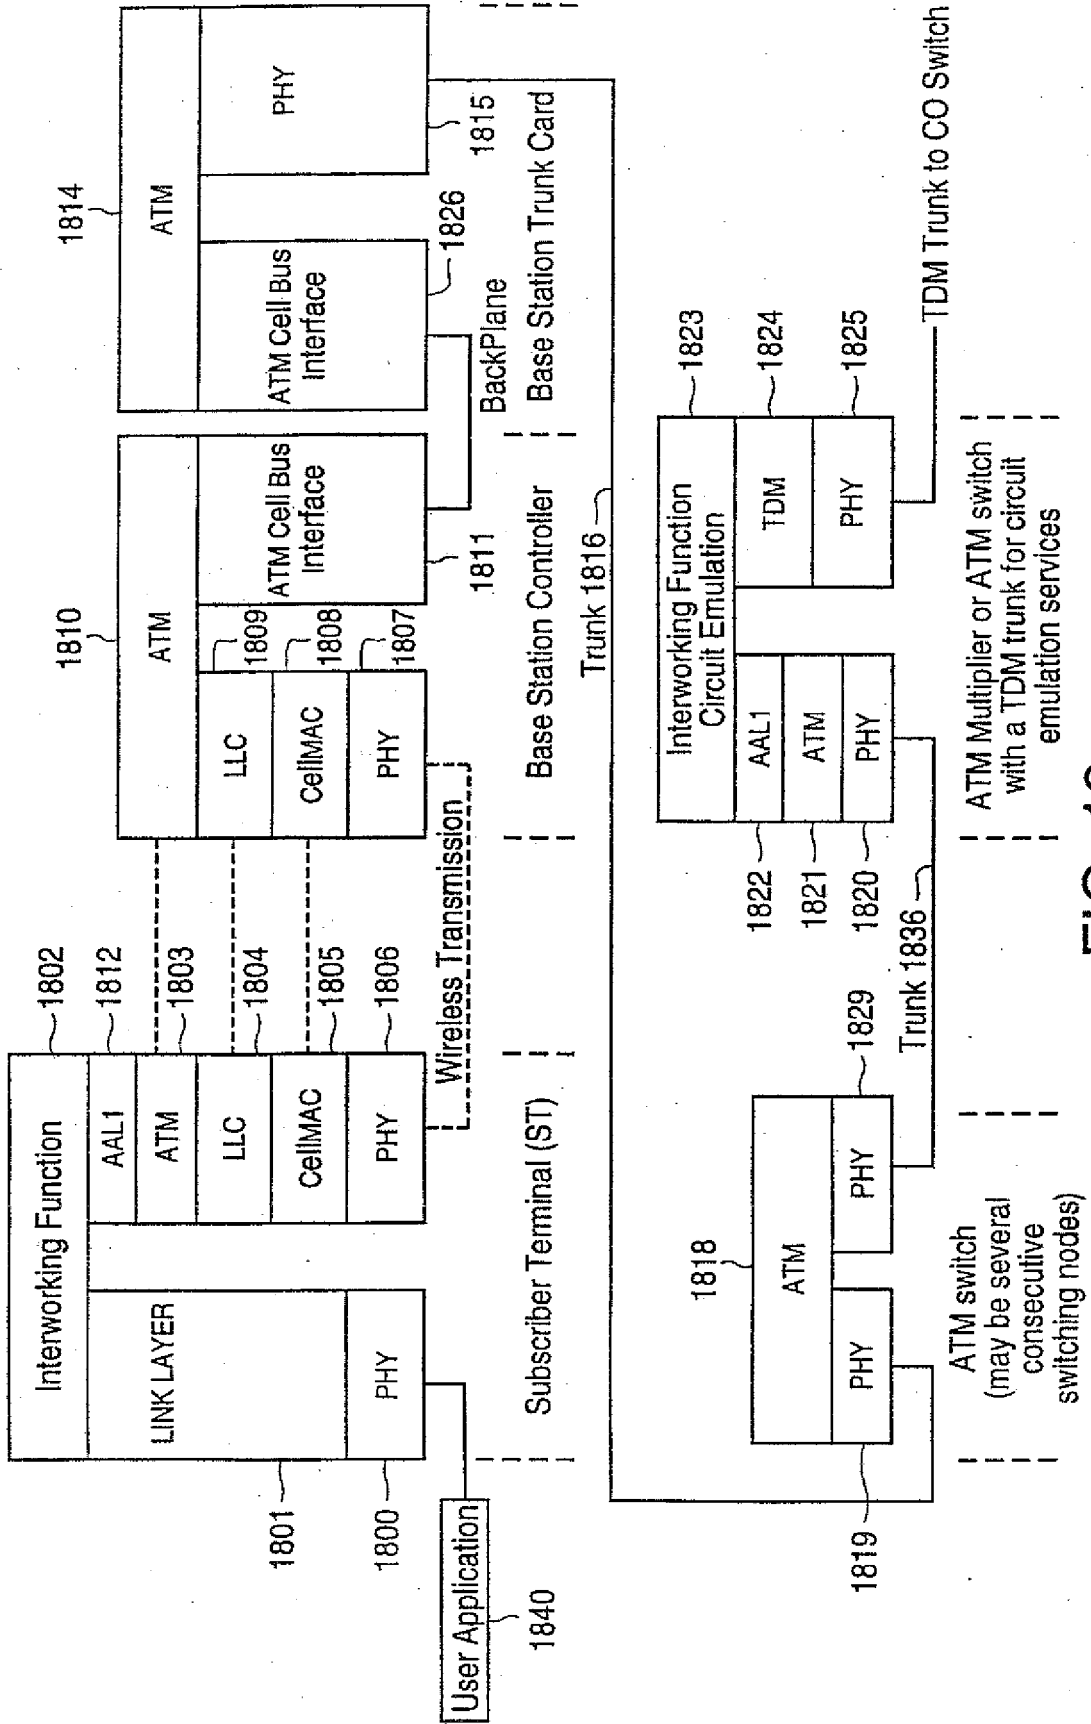 1802
1812
1803
1804
1805
1806
Interworking Function
AAL1
ATM
LLC
CellMAC
PHY
LINK LAYER
PHY
1801
1800
User Application
1840
Wireless Transmission
Subscriber Terminal (ST)
1810
ATM
LLC
CellMAC
PHY
1809
1808
1807
ATM Cell Bus
Interface
1811
Base Station Controller
1814
ATM
ATM Cell Bus
Interface
1826
BackPlane
PHY
1815
Base Station Trunk Card
Trunk 1816
1818
ATM
PHY
PHY
1819
1829
Trunk 1836
ATM switch
(may be several
consecutive
switching nodes)
Interworking Function
Circuit Emulation
AAL1
ATM
PHY
1822
1821
1820
TDM
PHY
1823
1824
1825
TDM Trunk to CO Switch
ATM Multiplier or ATM switch
with a TDM trunk for circuit
emulation services